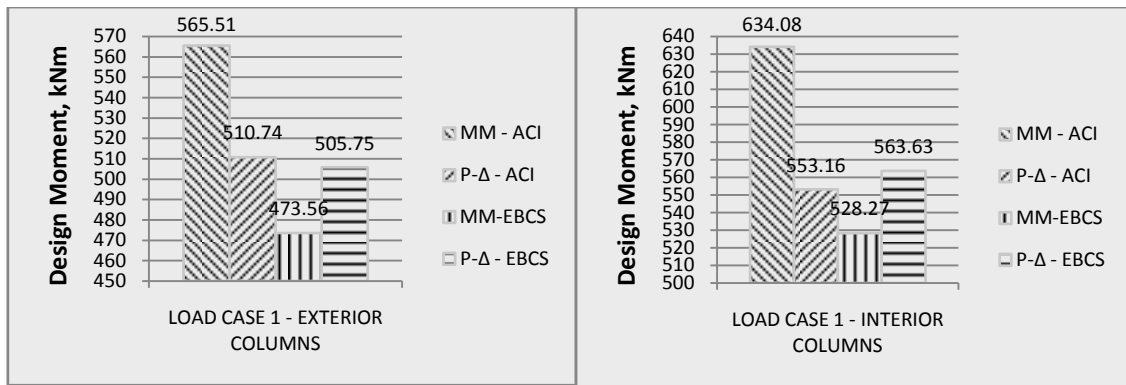 565.51
570
560
550
540
530
520
510
500
490
480
470
460
450
Design Moment, kNm
510.74
473.56
505.75
MM - ACI
P-Δ - ACI
MM-EBCS
P-Δ - EBCS
LOAD CASE 1 - EXTERIOR
COLUMNS
634.08
640
630
620
610
600
590
580
570
560
550
540
530
520
510
500
Design Moment, kNm
553.16
528.27
563.63
MM - ACI
P-Δ - ACI
MM-EBCS
P-Δ - EBCS
LOAD CASE 1 - INTERIOR
COLUMNS